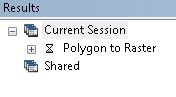 Results
Current Session
Polygon to Raster
Shared